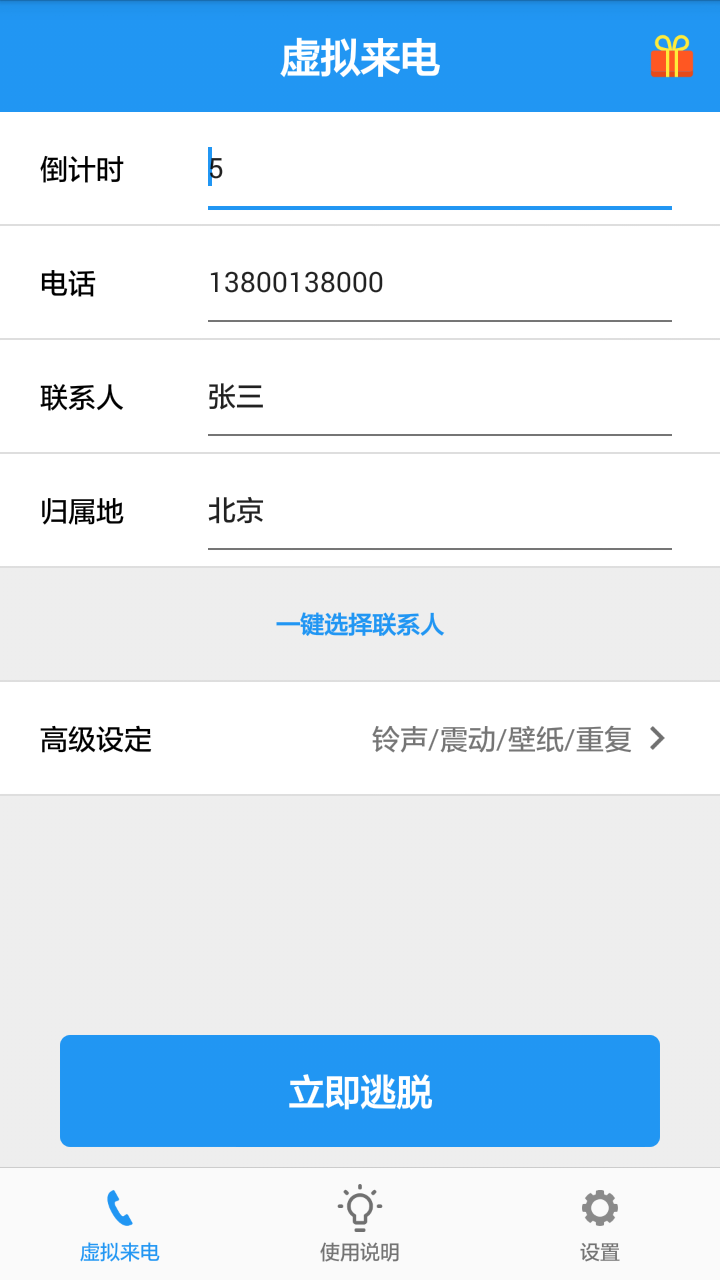 虚拟来电
倒计时 5
电话 13800138000
联系人 张三
归属地 北京
一键选择联系人
高级设定 铃声/震动/壁纸/重复
立即逃脱
虚拟来电 使用说明 设置